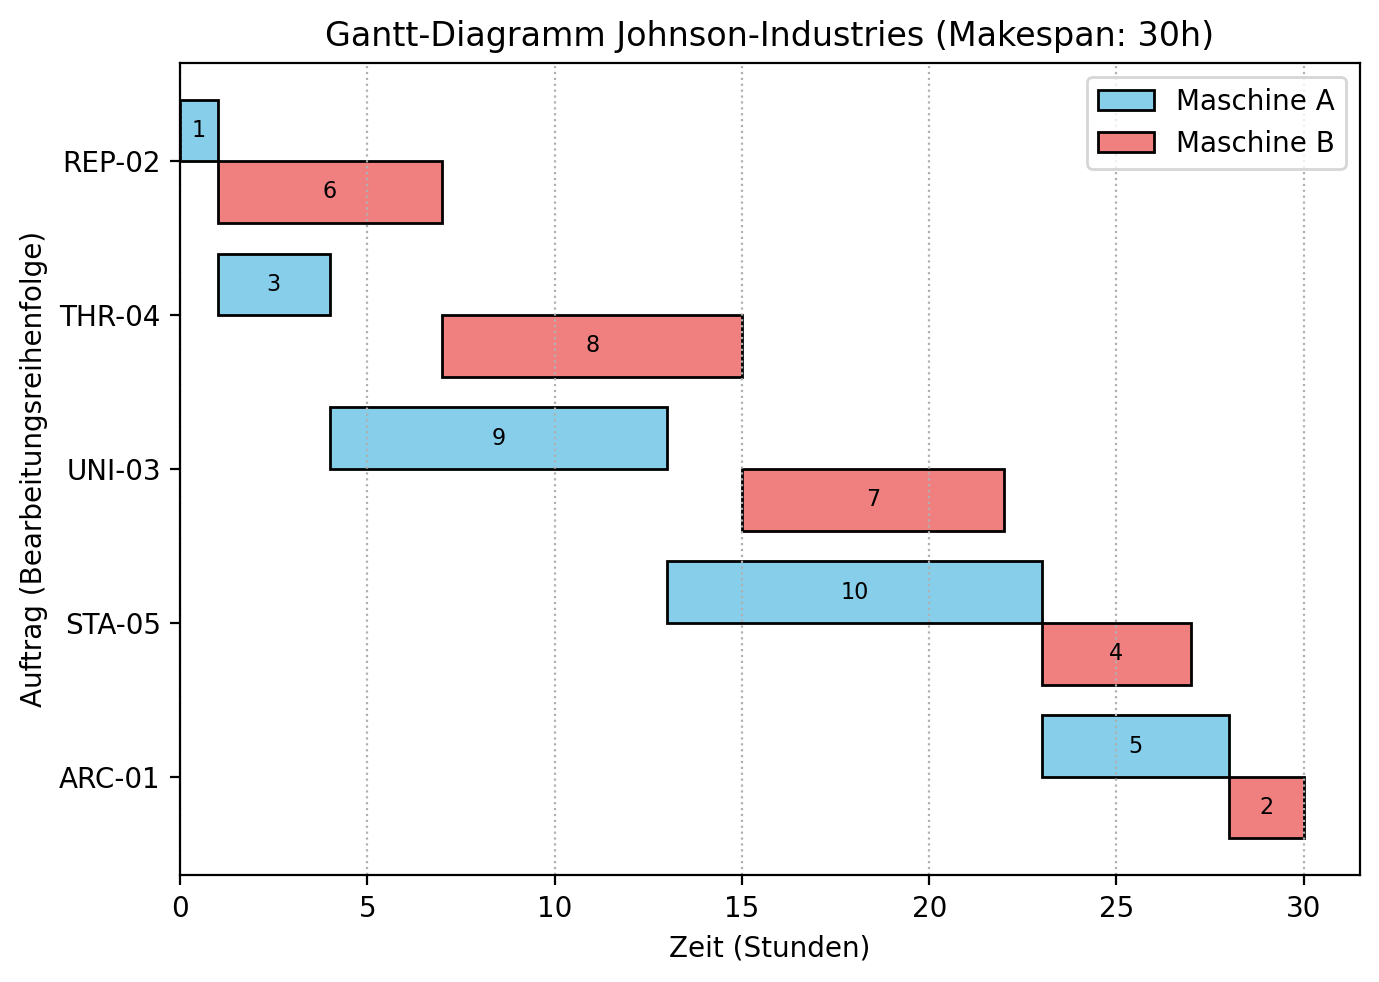 Gantt-Diagramm Johnson-Industries (Makespan: 30h)
Maschine A
Maschine B
Auftrag (Bearbeitungsreihenfolge)
REP-02
1
6
THR-04
3
8
UNI-03
9
7
STA-05
10
4
ARC-01
5
2
0 5 10 15 20 25 30
Zeit (Stunden)